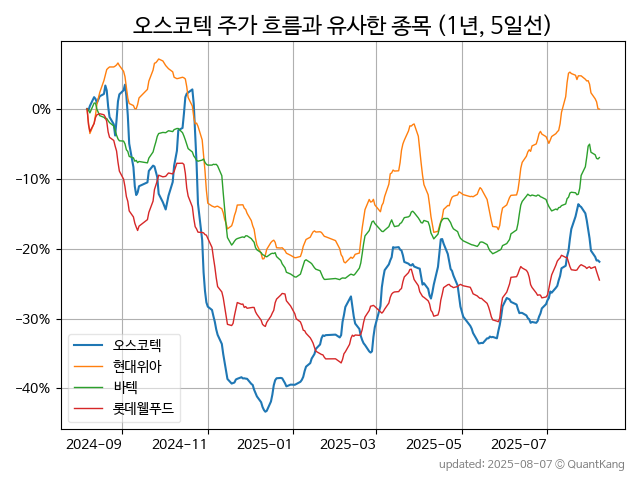 오스코텍 주가 흐름과 유사한 종목 (1년, 5일선)
0%
−10%
−20%
−30%
−40%
오스코텍
현대위아
바텍
롯데웰푸드
2024-09 2024-11 2025-01 2025-03 2025-05 2025-07
updated: 2025-08-07 © QuantKang